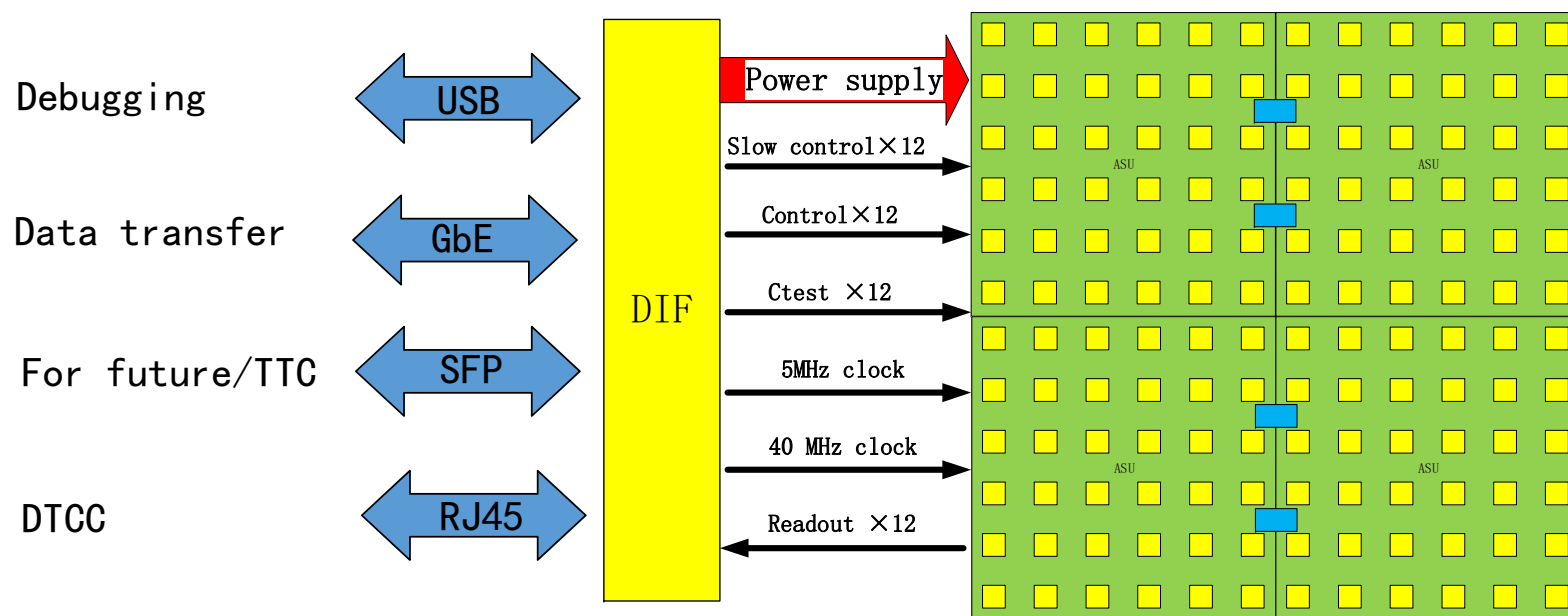 Debugging
USB
Data transfer
GbE
For future/TTC
SFP
DTCC
RJ45
DIF
Power supply
Slow control×12
Control×12
Ctest ×12
5MHz clock
40 MHz clock
Readout ×12
ASU
ASU
ASU
ASU